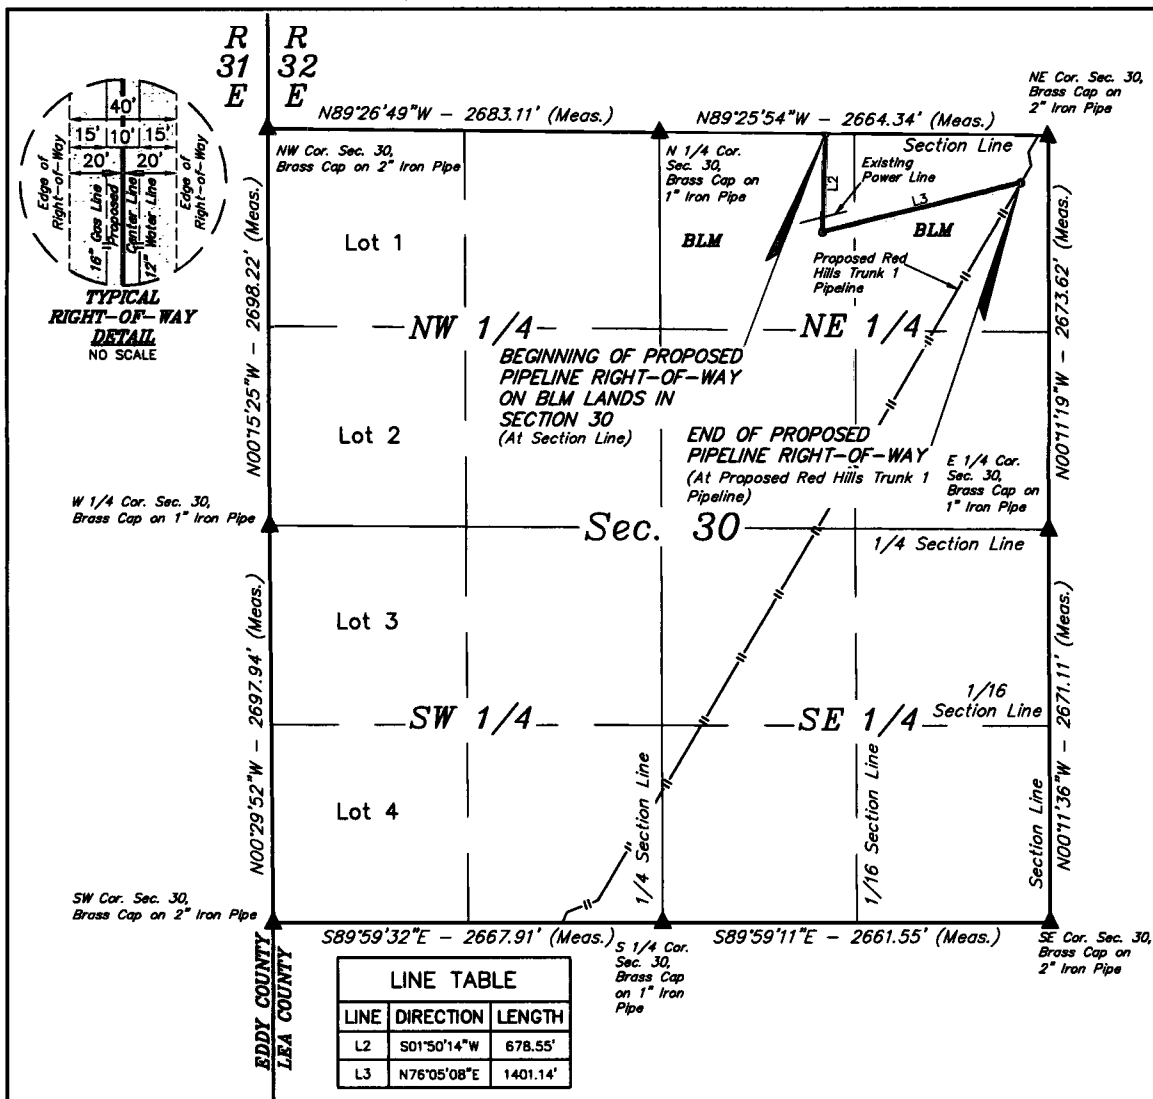 R
31
E
R
32
E
40'
15' 10' 15'
20' 20'
Edge of
Right-of-Way
16" Gas Line
Proposed
Center Line
12" Water Line
Edge of
Right-of-Way
TYPICAL
RIGHT-OF-WAY
DETAIL
NO SCALE
N89°26'49"W - 2683.11' (Meas.)
N89°25'54"W - 2664.34' (Meas.)
NE Cor. Sec. 30,
Brass Cap on
2" Iron Pipe
Section Line
NW Cor. Sec. 30,
Brass Cap on 2" Iron Pipe
N 1/4 Cor.
Sec. 30,
Brass Cap on
1" Iron Pipe
L2
Existing
Power Line
L3
BLM
BLM
Lot 1
Proposed Red
Hills Trunk 1
Pipeline
N00°15'25"W - 2698.22' (Meas.)
N00°11'19"W - 2673.62' (Meas.)
NW 1/4
NE 1/4
BEGINNING OF PROPOSED
PIPELINE RIGHT-OF-WAY
ON BLM LANDS IN
SECTION 30
(At Section Line)
Lot 2
END OF PROPOSED
PIPELINE RIGHT-OF-WAY
(At Proposed Red Hills Trunk 1
Pipeline)
E 1/4 Cor.
Sec. 30,
Brass Cap on
1" Iron Pipe
W 1/4 Cor. Sec. 30,
Brass Cap on 1" Iron Pipe
Sec. 30
1/4 Section Line
Lot 3
N00°29'52"W - 2697.94' (Meas.)
N00°11'36"W - 2671.11' (Meas.)
1/16
Section Line
SW 1/4
SE 1/4
Lot 4
1/4 Section Line
1/16 Section Line
Section Line
SW Cor. Sec. 30,
Brass Cap on 2" Iron Pipe
S89°59'32"E - 2667.91' (Meas.)
S89°59'11"E - 2661.55' (Meas.)
S 1/4 Cor.
Sec. 30,
Brass Cap
on 1" Iron
Pipe
SE Cor. Sec. 30,
Brass Cap on
2" Iron Pipe
EDDY COUNTY
LEA COUNTY
LINE TABLE
LINE DIRECTION LENGTH
L2 S01°50'14"W 678.55'
L3 N76°05'08"E 1401.14'